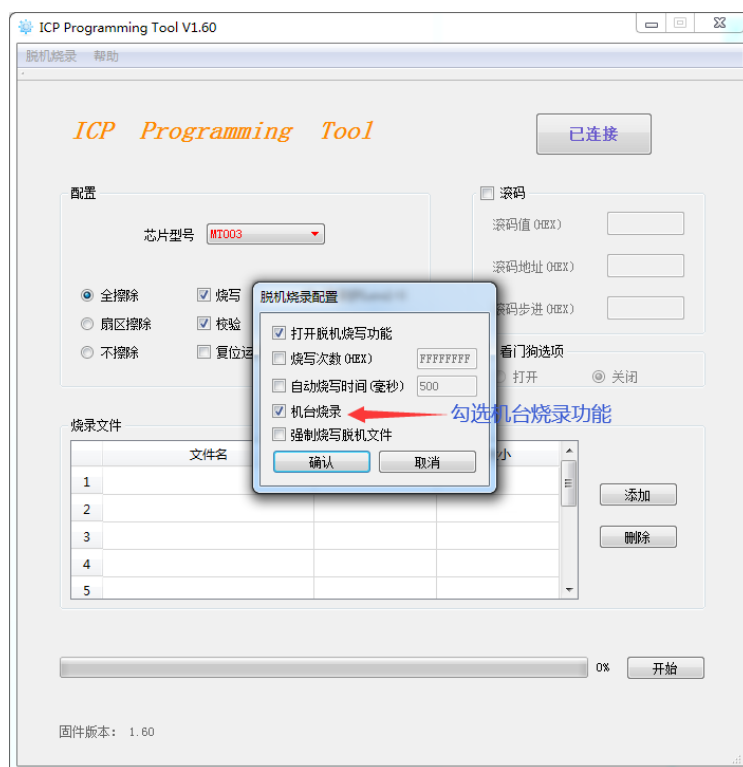 ICP Programming Tool V1.60
脱机烧录 帮助
ICP Programming Tool
已连接
配置
芯片型号 MT003
全擦除 烧写
扇区擦除 校验
不擦除
滚码
滚码值(HEX)
滚码地址(HEX)
滚码步进(HEX)
看门狗选项
打开 关闭
脱机烧录配置
打开脱机烧写功能
烧写次数(HEX) FFFFFFFF
自动烧写时间(毫秒) 500
机台烧录
勾选机台烧录功能
强制烧写脱机文件
确认 取消
烧录文件
文件名
1
2
3
4
5
添加
删除
0% 开始
固件版本: 1.60